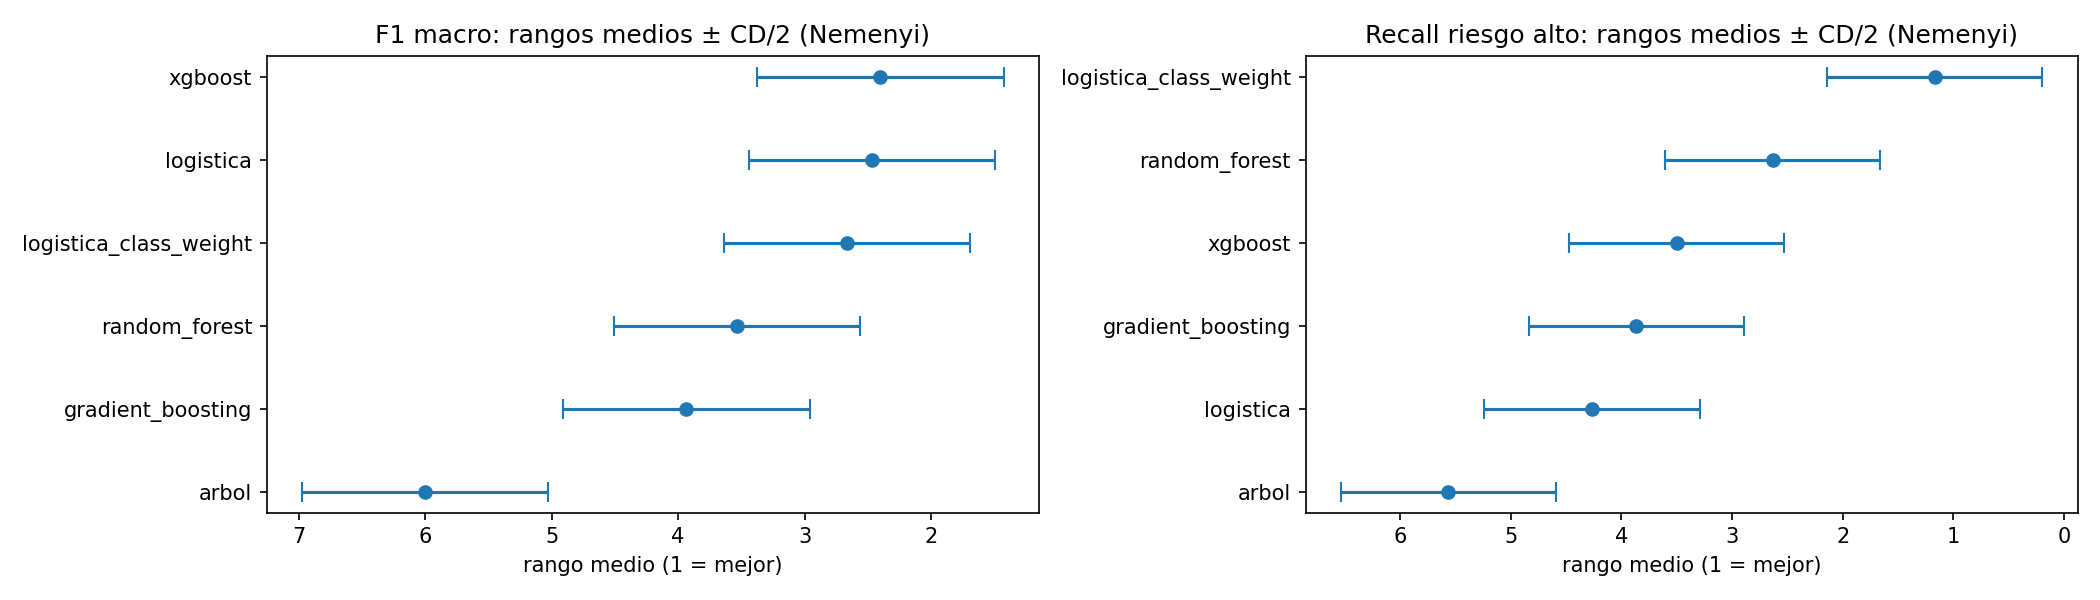 F1 macro: rangos medios ± CD/2 (Nemenyi)
xgboost
logistica
logistica_class_weight
random_forest
gradient_boosting
arbol
7 6 5 4 3 2
rango medio (1 = mejor)
Recall riesgo alto: rangos medios ± CD/2 (Nemenyi)
logistica_class_weight
random_forest
xgboost
gradient_boosting
logistica
arbol
6 5 4 3 2 1 0
rango medio (1 = mejor)